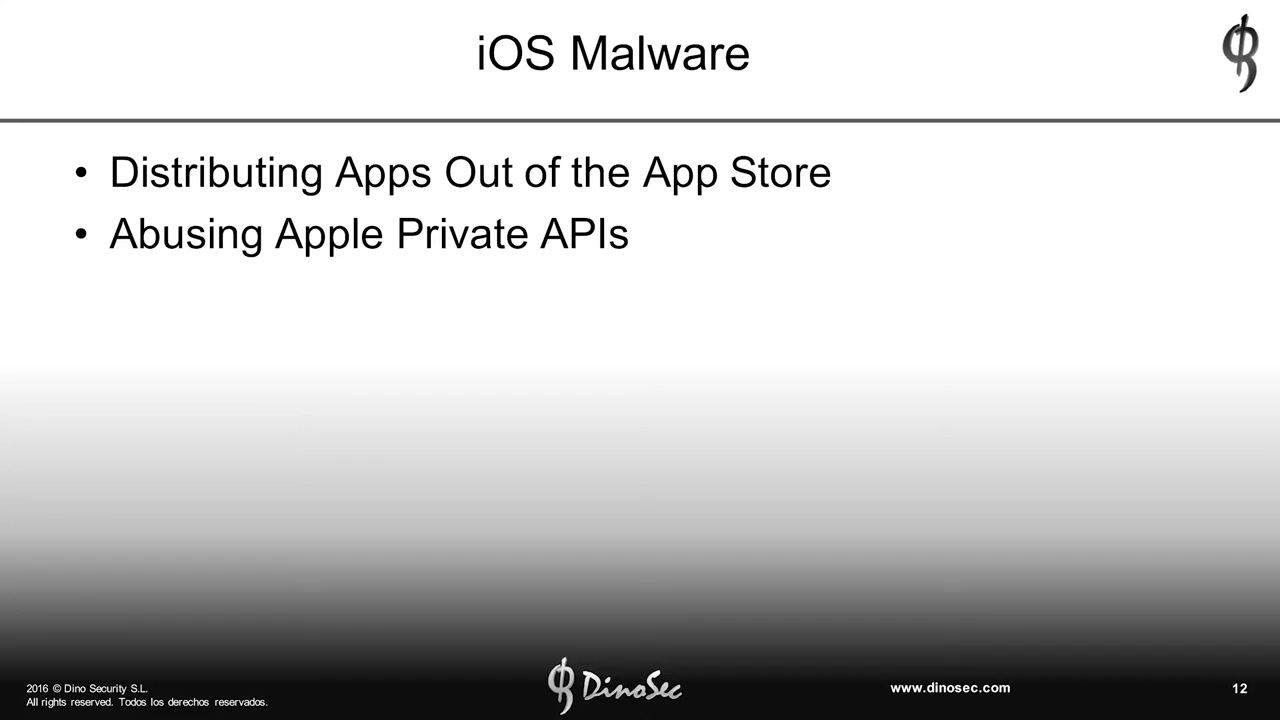 iOS Malware
• Distributing Apps Out of the App Store
• Abusing Apple Private APIs
2016 © Dino Security S.L.
All rights reserved. Todos los derechos reservados.
DinoSec
www.dinosec.com
12